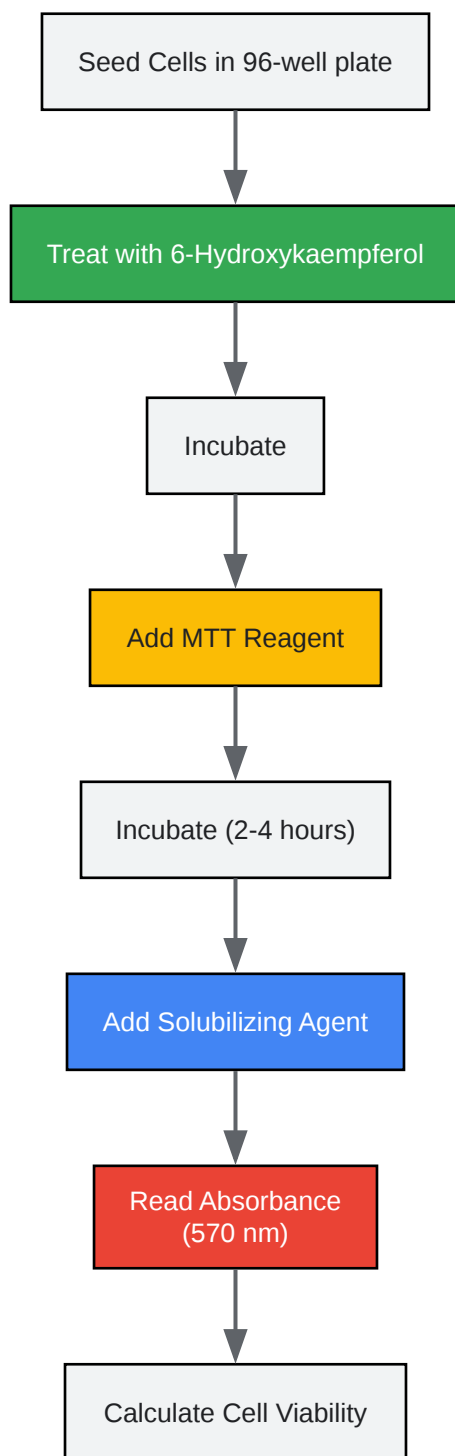 Seed Cells in 96-well plate
Treat with 6-Hydroxykaempferol
Incubate
Add MTT Reagent
Incubate (2-4 hours)
Add Solubilizing Agent
Read Absorbance
(570 nm)
Calculate Cell Viability